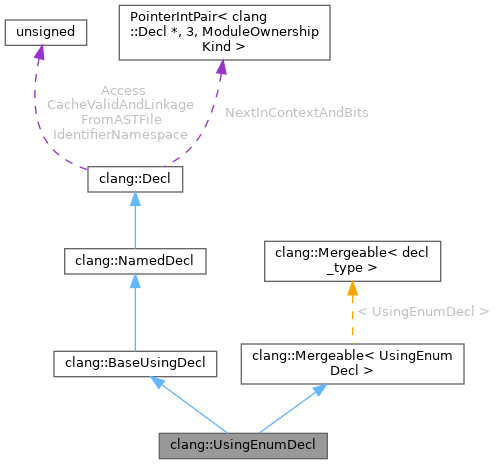 unsigned
PointerIntPair< clang
::Decl *, 3, ModuleOwnership
Kind >
Access
CacheValidAndLinkage
FromASTFile
IdentifierNamespace
NextInContextAndBits
clang::Decl
clang::NamedDecl
clang::Mergeable< decl
_type >
< UsingEnumDecl >
clang::BaseUsingDecl
clang::Mergeable< UsingEnum
Decl >
clang::UsingEnumDecl